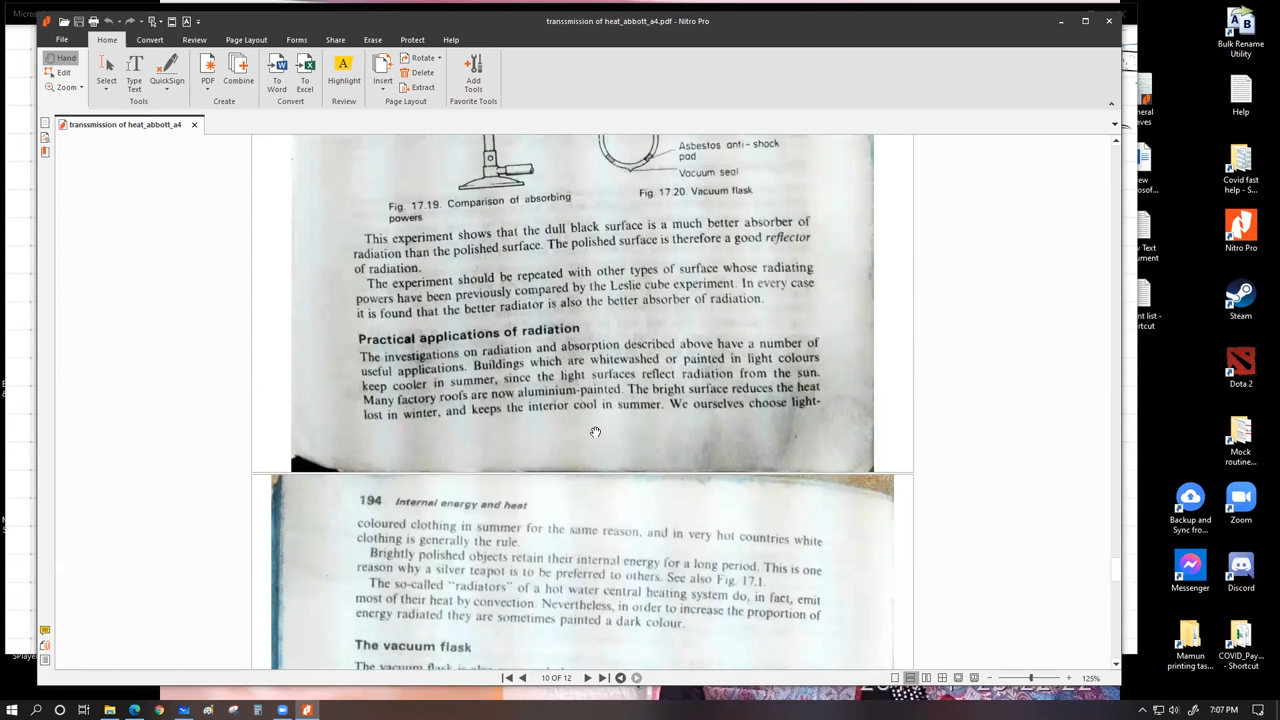 transsmission of heat_abbott_a4.pdf - Nitro Pro
File Home Convert Review Page Layout Forms Share Erase Protect Help
Hand
Edit
Zoom
Select
Type Text
QuickSign
Tools
PDF
Combine
Create
To Word
To Excel
Convert
Highlight
Review
Insert
Rotate
Delete
Extract
Page Layout
Add Tools
Favorite Tools
transsmission of heat_abbott_a4
Asbestos anti-shock
pad
Vacuum seal
Fig. 17.19. Comparison of absorbing
powers
Fig 17.20 Vacuum flask
This experiment shows that the dull black surface is a much better absorber of
radiation than the polished surface. The polished surface is therefore a good reflector
of radiation.
The experiment should be repeated with other types of surface whose radiating
powers have been previously compared by the Leslie cube experiment. In every case
it is found that the better radiator is also the better absorber of radiation.
Practical applications of radiation
The investigations on radiation and absorption described above have a number of
useful applications. Buildings which are whitewashed or painted in light colours
keep cooler in summer, since the light surfaces reflect radiation from the sun.
Many factory roofs are now aluminium-painted. The bright surface reduces the heat
lost in winter, and keeps the interior cool in summer. We ourselves choose light-
194 Internal energy and heat
coloured clothing in summer for the same reason, and in very hot countries white
clothing is generally the rule.
Brightly polished objects retain their internal energy for a long period. This is one
reason why a silver teapot is to be preferred to others. See also Fig. 17.1.
The so-called "radiators" of a hot water central heating system do, in fact, emit
most of their heat by convection. Nevertheless, in order to increase the proportion of
energy radiated they are sometimes painted a dark colour.
The vacuum flask
The vacuum flask
10 OF 12
125%
Bulk Rename
Utility
Help
Covid fast
help - S...
Nitro Pro
Steam
Dota 2
Mock
routine...
Backup and
Sync from...
Zoom
Messenger
Discord
Mamun
printing tas...
COVID_Pay...
- Shortcut
7:07 PM